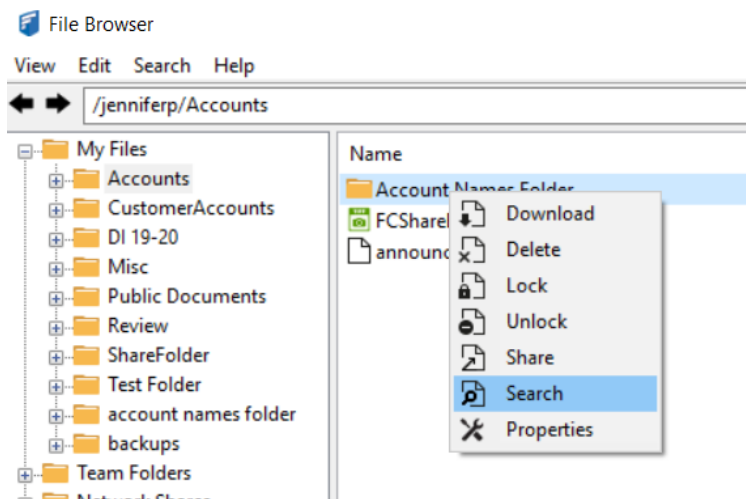 File Browser
View Edit Search Help
/jenniferp/Accounts
My Files
Accounts
CustomerAccounts
DI 19-20
Misc
Public Documents
Review
ShareFolder
Test Folder
account names folder
backups
Team Folders
Name
Account Names Folder
Download
Delete
Lock
Unlock
Share
Search
Properties